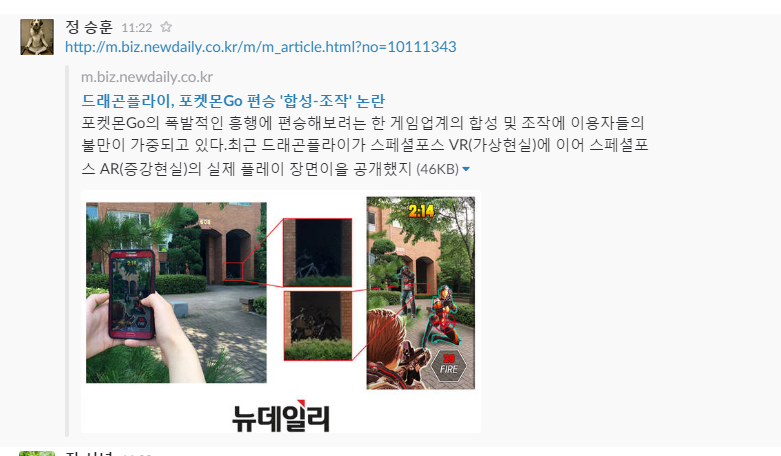 정 승훈 11:22
http://m.biz.newdaily.co.kr/m/m_article.html?no=10111343
m.biz.newdaily.co.kr
드래곤플라이, 포켓몬Go 편승 '합성-조작' 논란
포켓몬Go의 폭발적인 흥행에 편승해보려는 한 게임업계의 합성 및 조작에 이용자들의
불만이 가중되고 있다.최근 드래곤플라이가 스페셜포스 VR(가상현실)에 이어 스페셜포
스 AR(증강현실)의 실제 플레이 장면이을 공개했지 (46KB)
2:14
FIRE
뉴데일리